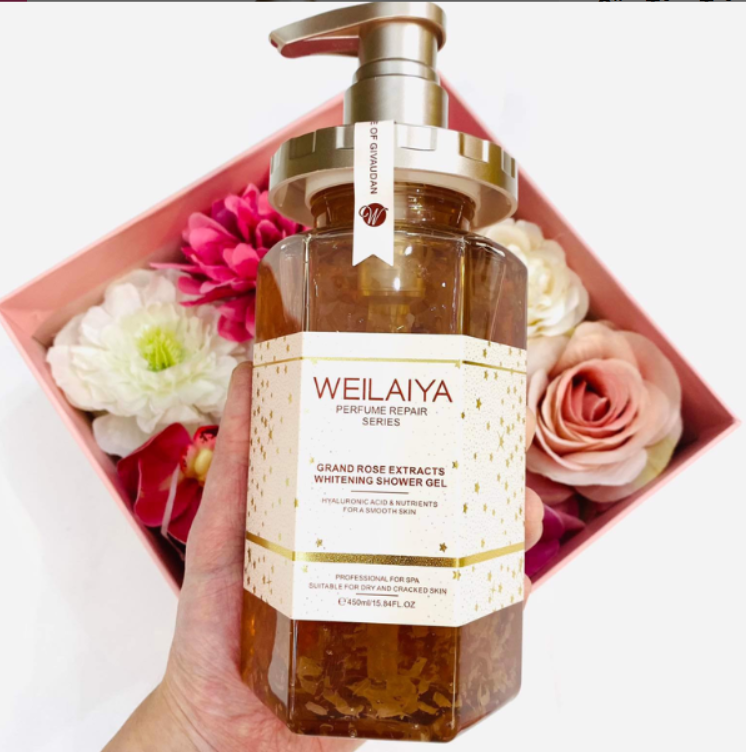 E OF GIVAUDAN
W
WEILAIYA
PERFUME REPAIR
SERIES
GRAND ROSE EXTRACTS
WHITENING SHOWER GEL
HYALURONIC ACID & NUTRIENTS
FOR A SMOOTH SKIN
PROFESSIONAL FOR SPA
SUITABLE FOR DRY AND CRACKED SKIN
℮450ml/15.84FL.OZ